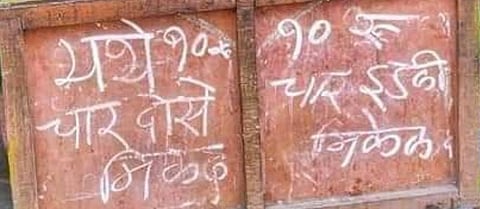 येथे १० रू
चार दोसे
मिळेल
१० रू
चार इडली
मिळेल